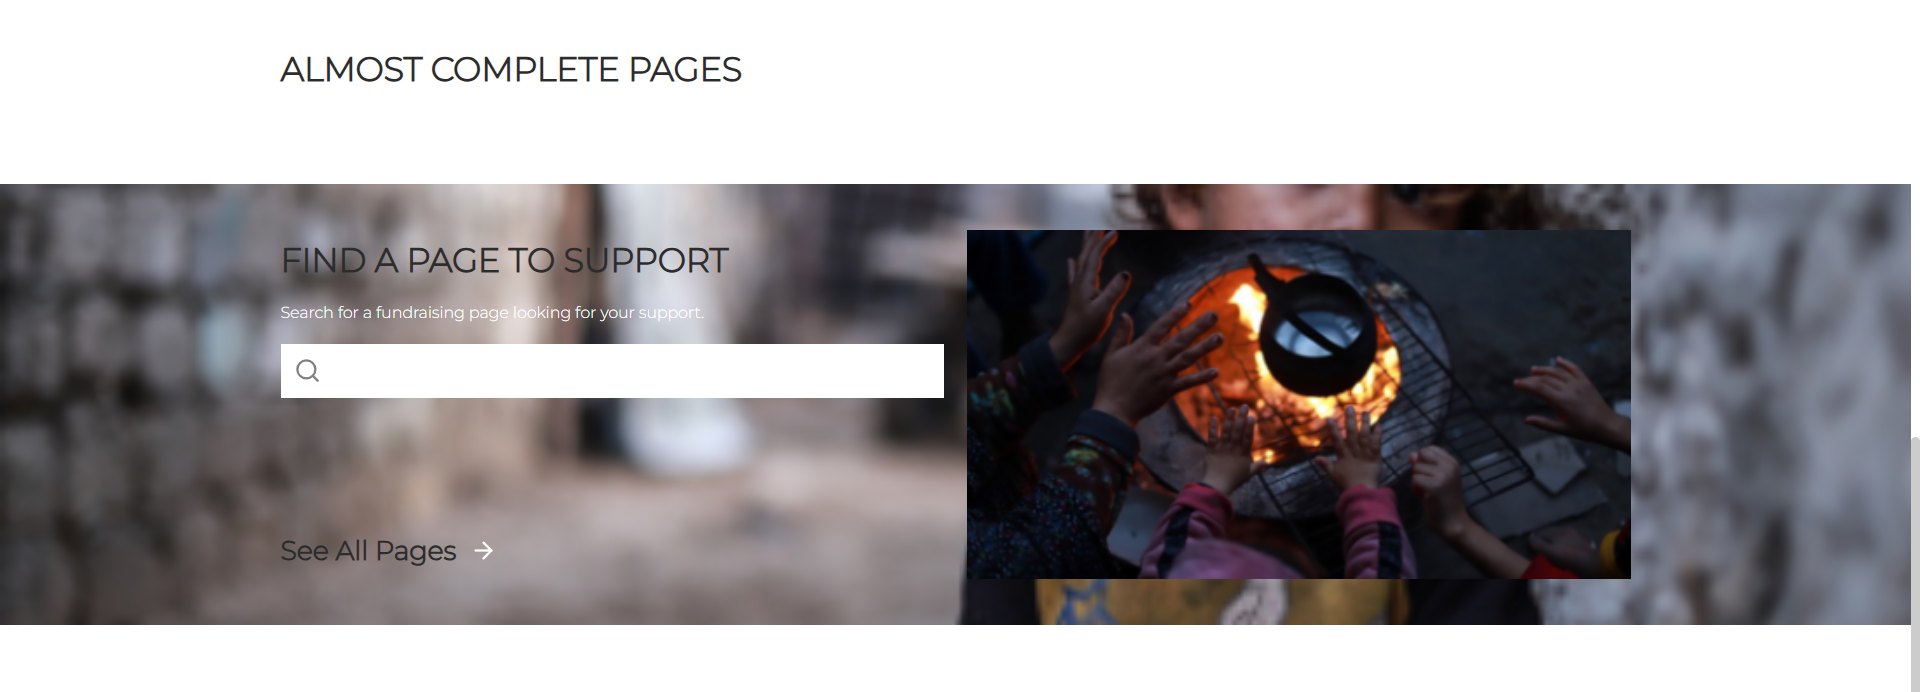 ALMOST COMPLETE PAGES
FIND A PAGE TO SUPPORT
Search for a fundraising page looking for your support.
See All Pages